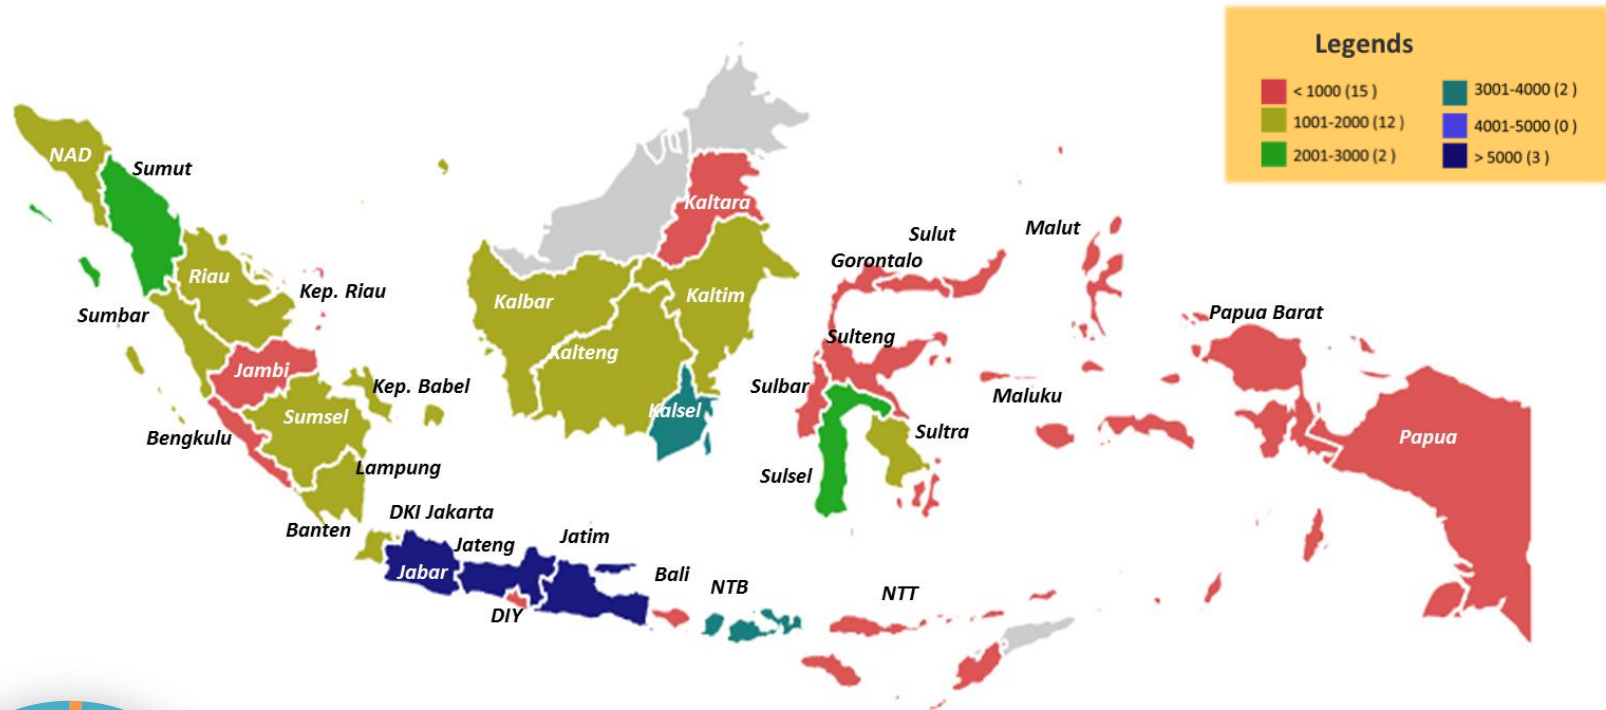 Legends
< 1000 (15 )
1001-2000 (12 )
2001-3000 (2 )
3001-4000 (2 )
4001-5000 (0 )
> 5000 (3 )
NAD
Sumut
Riau
Kep. Riau
Sumbar
Jambi
Kep. Babel
Sumsel
Bengkulu
Lampung
Banten
DKI Jakarta
Jabar
Jateng
DIY
Jatim
Bali
NTB
NTT
Kaltara
Kalbar
Kaltim
Kalteng
Kalsel
Sulut
Gorontalo
Sulteng
Sulbar
Sultra
Sulsel
Malut
Maluku
Papua Barat
Papua